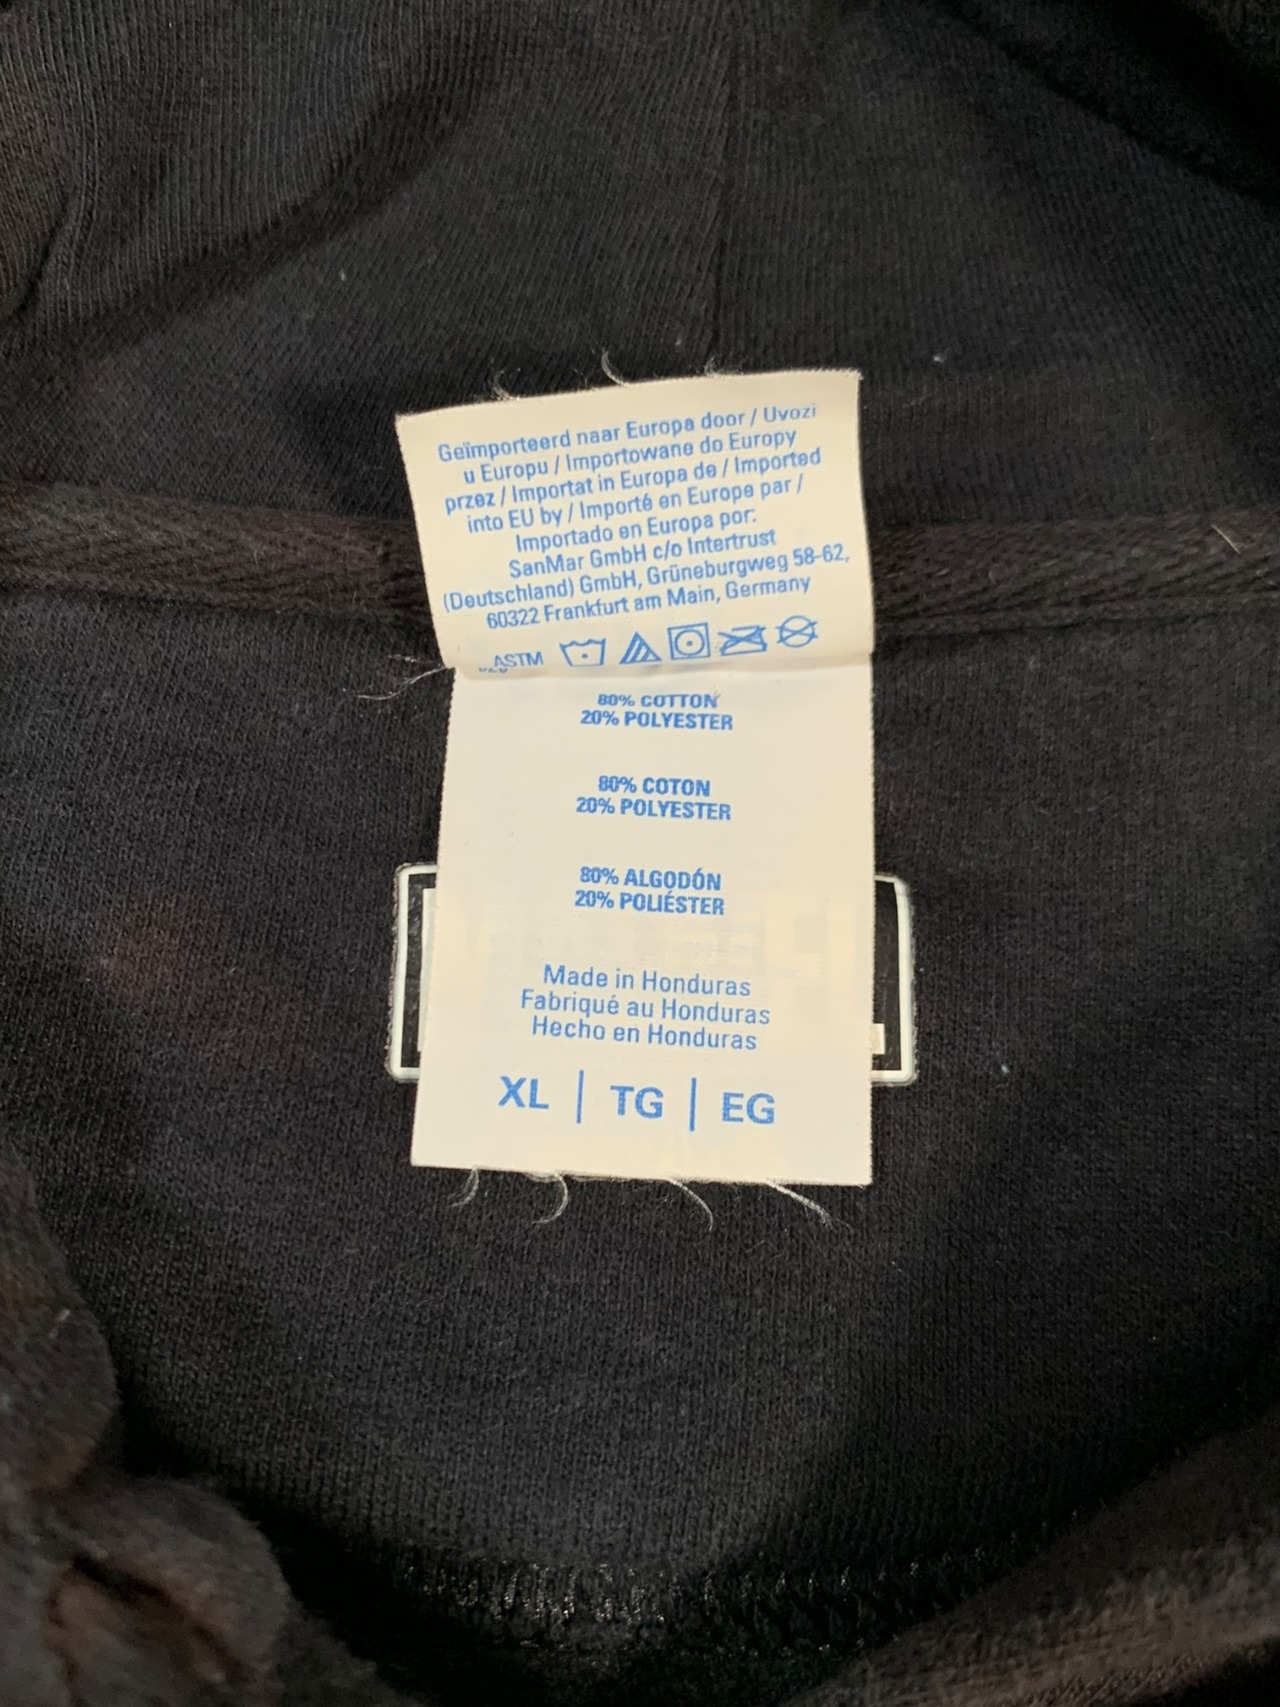 Geïmporteerd naar Europa door / Uvozi
u Europu / Importowane do Europy
przez / Importat in Europa de / Imported
into EU by / Importé en Europe par /
Importado en Europa por:
SanMar GmbH c/o Intertrust
(Deutschland) GmbH, Grüneburgweg 58-62,
60322 Frankfurt am Main, Germany
ASTM
80% COTTON
20% POLYESTER
80% COTON
20% POLYESTER
80% ALGODÓN
20% POLIÉSTER
Made in Honduras
Fabriqué au Honduras
Hecho en Honduras
XL | TG | EG